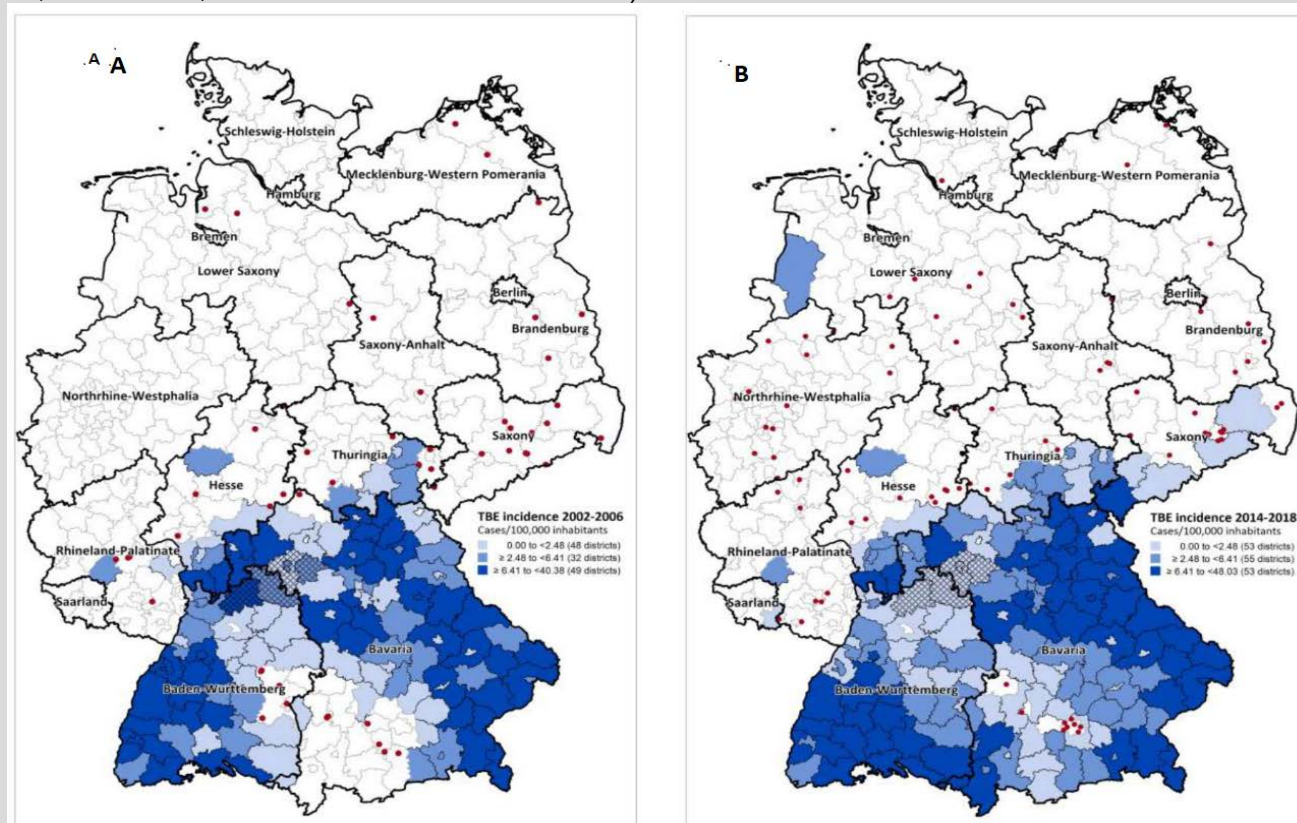 A A
Schleswig-Holstein
Mecklenburg-Western Pomerania
Hamburg
Bremen
Lower Saxony
Berlin
Brandenburg
Saxony-Anhalt
Northrhine-Westphalia
Saxony
Thuringia
Hesse
TBE incidence 2002-2006
Cases/100,000 inhabitants
0.00 to <2.48 (48 districts)
≥ 2.48 to <6.41 (32 districts)
≥ 6.41 to <40.38 (49 districts)
Rhineland-Palatinate
Saarland
Bavaria
Baden-Wurttemberg
B
Schleswig-Holstein
Mecklenburg-Western Pomerania
Hamburg
Bremen
Lower Saxony
Berlin
Brandenburg
Saxony-Anhalt
Northrhine-Westphalia
Saxony
Thuringia
Hesse
TBE incidence 2014-2018
Cases/100,000 inhabitants
0.00 to <2.48 (53 districts)
≥ 2.48 to <6.41 (55 districts)
≥ 6.41 to <48.03 (53 districts)
Rhineland-Palatinate
Saarland
Bavaria
Baden-Wurttemberg